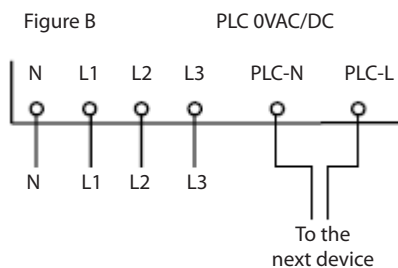 Figure B PLC 0VAC/DC
N L1 L2 L3 PLC-N PLC-L
N L1 L2 L3
To the
next device